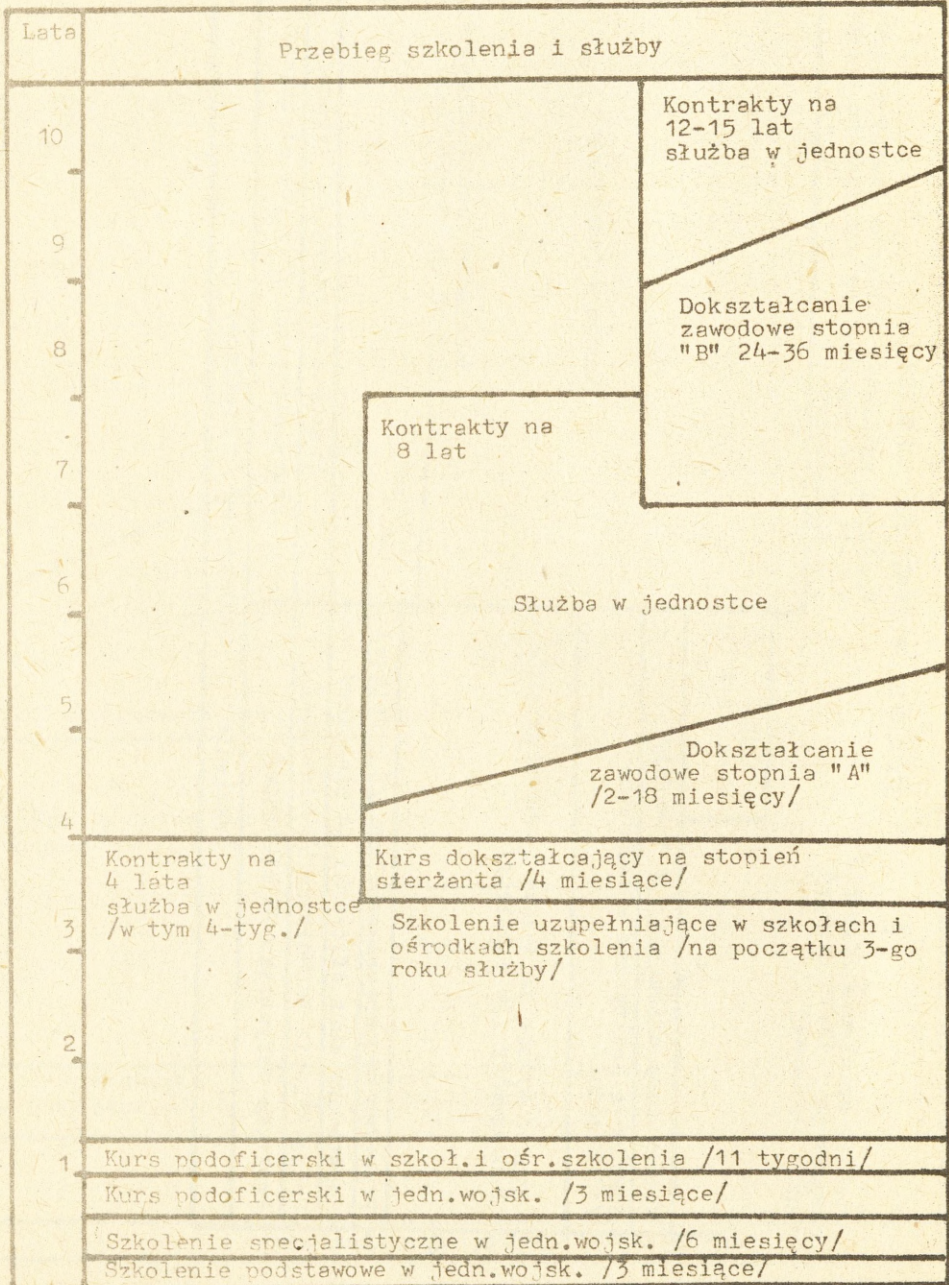 Lata
Przebieg szkolenia i służby
Kontrakty na
12-15 lat
służba w jednostce
10
9
Dokształcanie
zawodowe stopnia
"B" 24-36 miesięcy
8
Kontrakty na
8 lat
7
6
Służba w jednostce
5
Dokształcanie
zawodowe stopnia "A"
/2-18 miesięcy/
4
Kontrakty na
4 lata
służba w jednostce
/w tym 4-tyg./
Kurs dokształcający na stopień
sierżanta /4 miesiące/
3
Szkolenie uzupełniające w szkołach i
ośrodkabh szkolenia /na początku 3-go
roku służby/
2
1
Kurs podoficerski w szkoł.i ośr.szkolenia /11 tygodni/
Kurs podoficerski w jedn.wojsk. /3 miesiące/
Szkolenie specjalistyczne w jedn.wojsk. /6 miesięcy/
Szkolenie podstawowe w jedn.wojsk. /3 miesiące/